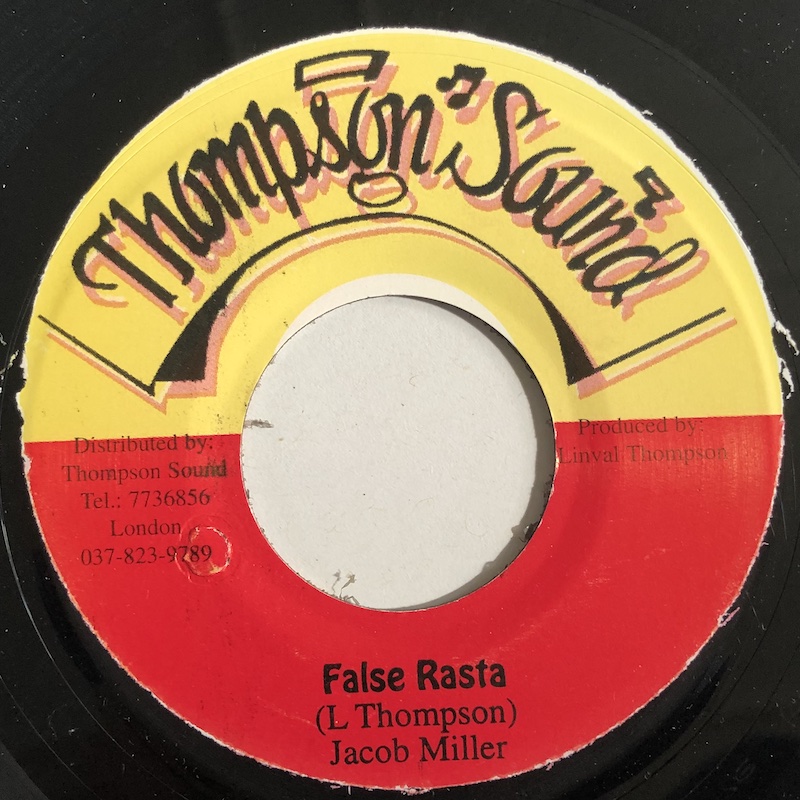 Thompson Sound
Distributed by:
Thompson Sound
Tel.: 7736856
London
037-823-9789
Produced by:
Linval Thompson
False Rasta
(L Thompson)
Jacob Miller